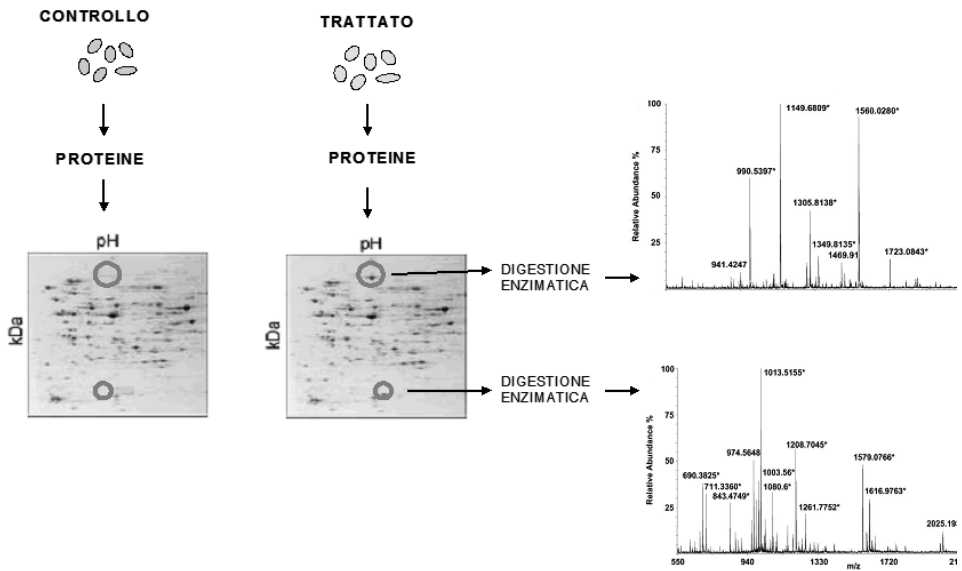 CONTROLLO
PROTEINE
pH
kDa
TRATTATO
PROTEINE
pH
kDa
DIGESTIONE
ENZIMATICA
DIGESTIONE
ENZIMATICA
Relative Abundance %
100
75
50
25
941.4247
990.5397*
1149.6809*
1305.8138*
1349.8135*
1469.91
1560.0280*
1723.0843*
Relative Abundance %
100
75
50
25
690.3825*
711.3360*
843.4749*
974.5648
1013.5155*
1003.56*
1080.6*
1208.7045*
1261.7752*
1579.0766*
1616.9763*
2025.193
550
940
1330
1720
m/z